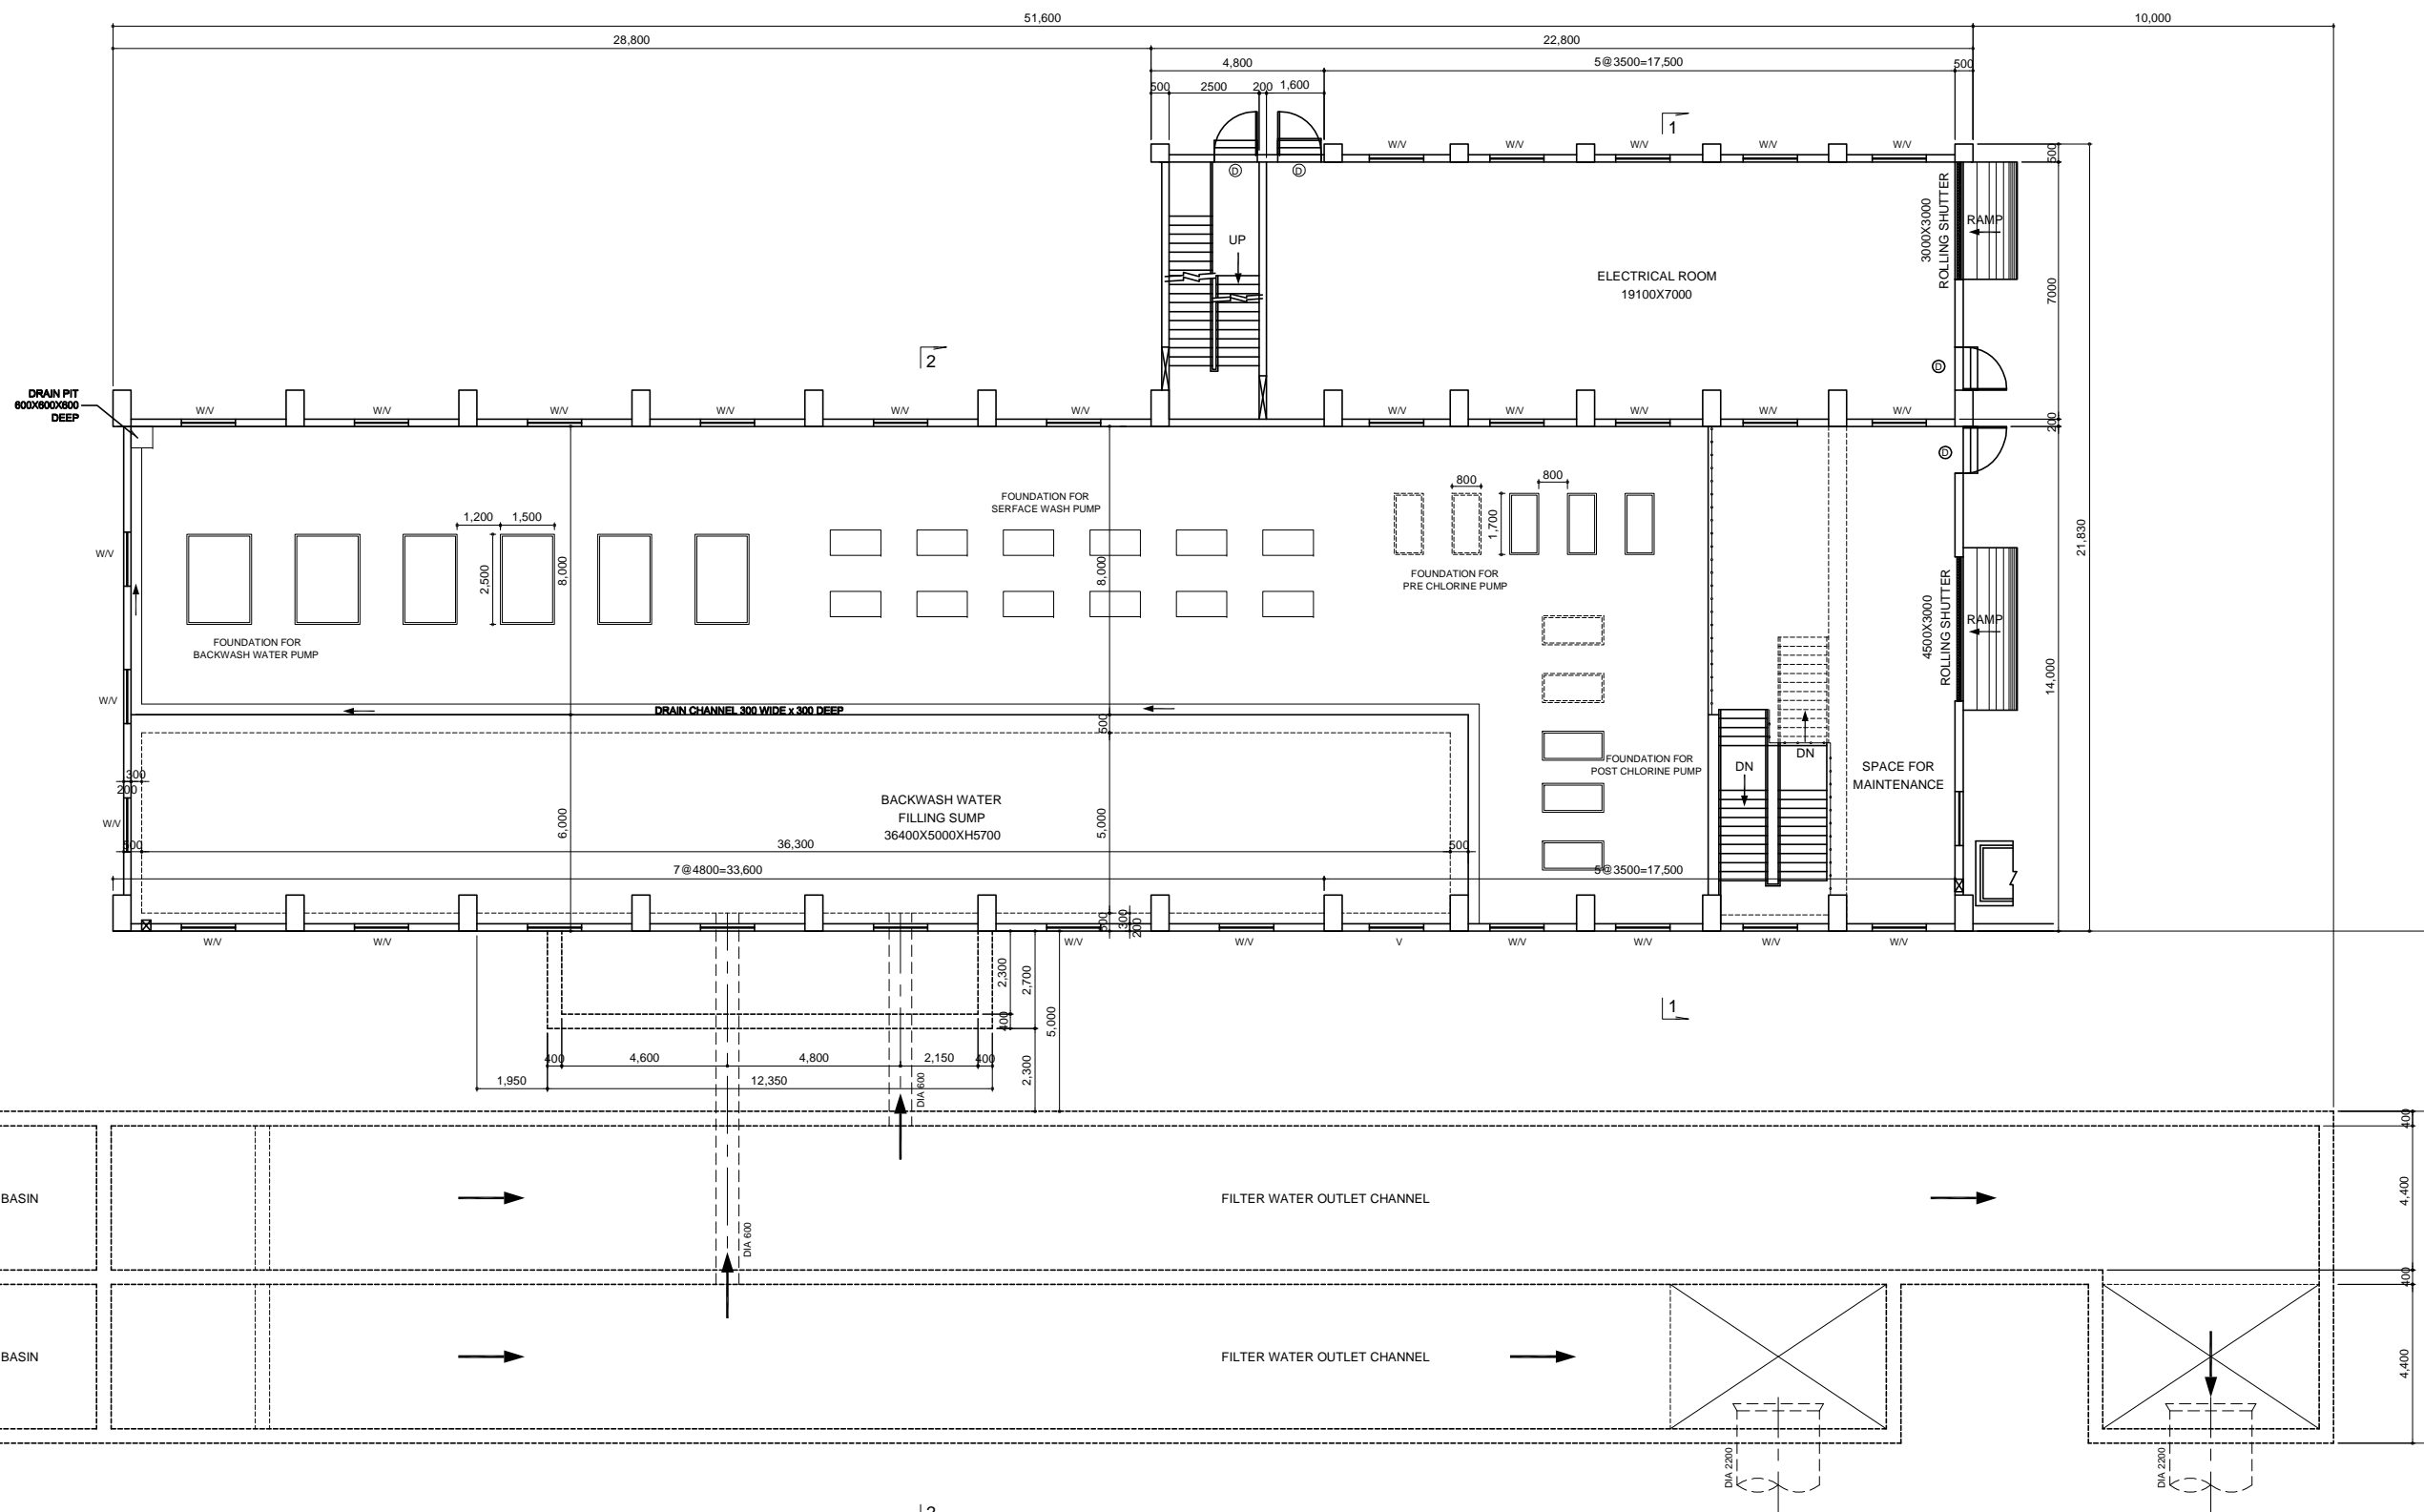 51,600
10,000
28,800
22,800
4,800
5@3500=17,500
500
500
2500
200
1,600
1
W/V
W/V
W/V
W/V
W/V
500
D
D
3000X3000
ROLLING SHUTTER
RAMP
UP
ELECTRICAL ROOM
19100X7000
7000
2
D
DRAIN PIT
600X600X600
DEEP
W/V
W/V
W/V
W/V
W/V
W/V
W/V
W/V
W/V
W/V
W/V
200
D
800
800
FOUNDATION FOR
SERFACE WASH PUMP
1,200
1,500
1,700
21,830
W/V
2,500
8,000
8,000
FOUNDATION FOR
PRE CHLORINE PUMP
4500X3000
ROLLING SHUTTER
RAMP
FOUNDATION FOR
BACKWASH WATER PUMP
14,000
W/V
DRAIN CHANNEL 300 WIDE x 300 DEEP
500
DN
DN
FOUNDATION FOR
POST CHLORINE PUMP
SPACE FOR
MAINTENANCE
300
200
BACKWASH WATER
FILLING SUMP
36400X5000XH5700
W/V
6,000
5,000
500
36,300
500
7@4800=33,600
5@3500=17,500
500
300
200
W/V
W/V
W/V
W/V
V
W/V
W/V
W/V
W/V
2,300
2,700
400
5,000
1
400
4,600
4,800
2,150
400
2,300
1,950
12,350
DIA 600
400
BASIN
FILTER WATER OUTLET CHANNEL
4,400
DIA 600
400
BASIN
FILTER WATER OUTLET CHANNEL
4,400
DIA 2200
DIA 2200
2